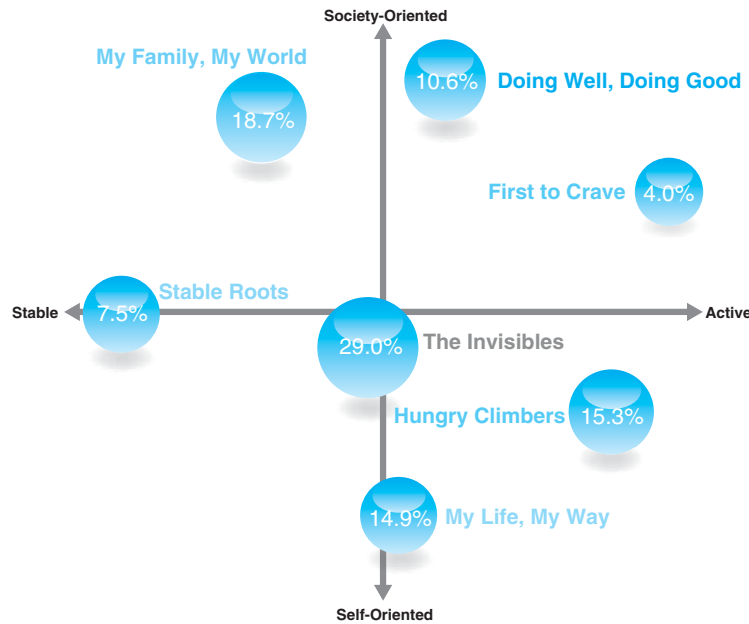 Society-Oriented
My Family, My World
18.7%
10.6%
Doing Well, Doing Good
First to Crave
4.0%
Stable Roots
Stable
7.5%
Active
29.0%
The Invisibles
Hungry Climbers
15.3%
14.9%
My Life, My Way
Self-Oriented